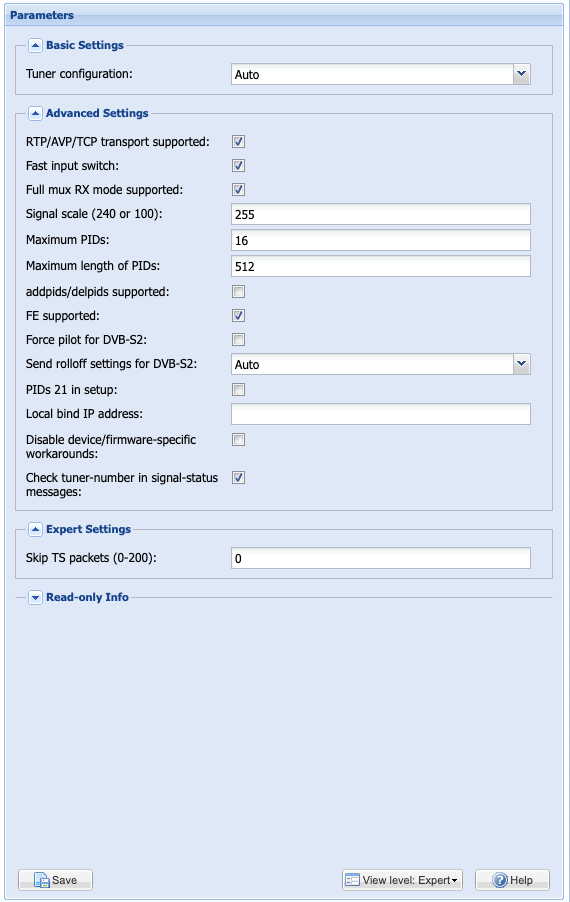 Parameters
Basic Settings
Tuner configuration: Auto
Advanced Settings
RTP/AVP/TCP transport supported:
Fast input switch:
Full mux RX mode supported:
Signal scale (240 or 100): 255
Maximum PIDs: 16
Maximum length of PIDs: 512
addpids/delpids supported:
FE supported:
Force pilot for DVB-S2:
Send rolloff settings for DVB-S2: Auto
PIDs 21 in setup:
Local bind IP address:
Disable device/firmware-specific
workarounds:
Check tuner-number in signal-status
messages:
Expert Settings
Skip TS packets (0-200): 0
Read-only Info
Save View level: Expert Help